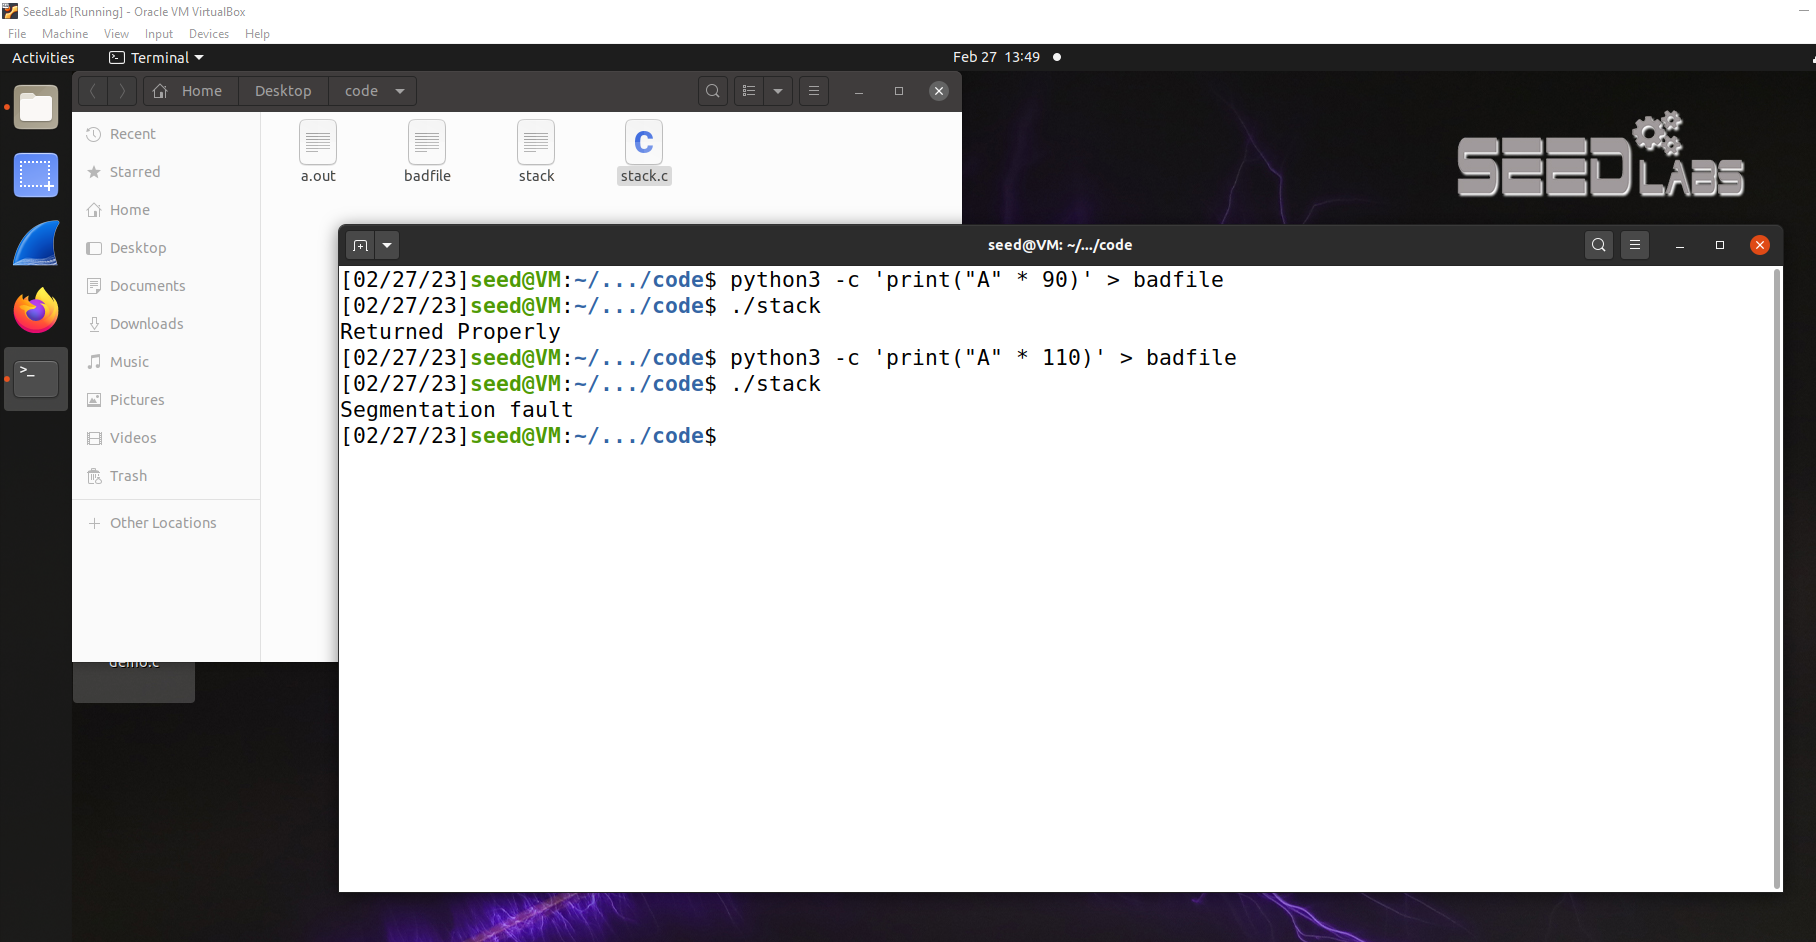 SeedLab [Running] - Oracle VM VirtualBox
File Machine View Input Devices Help
Activities Terminal Feb 27 13:49
Home Desktop code
Recent
Starred
Home
Desktop
Documents
Downloads
Music
Pictures
Videos
Trash
Other Locations
a.out badfile stack stack.c
SEED LABS
seed@VM: ~/.../code
[02/27/23]seed@VM:~/.../code$ python3 -c 'print("A" * 90)' > badfile
[02/27/23]seed@VM:~/.../code$ ./stack
Returned Properly
[02/27/23]seed@VM:~/.../code$ python3 -c 'print("A" * 110)' > badfile
[02/27/23]seed@VM:~/.../code$ ./stack
Segmentation fault
[02/27/23]seed@VM:~/.../code$
demo.c